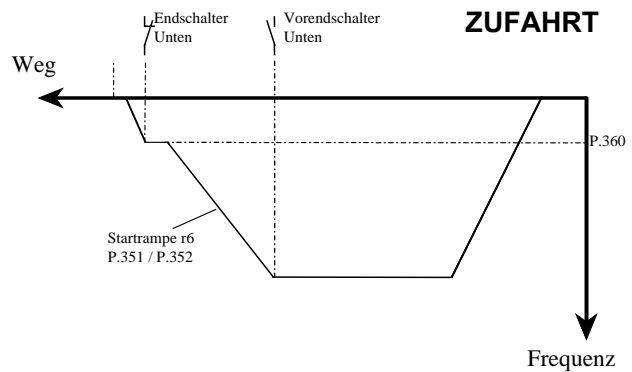 Endschalter
Unten
Vorendschalter
Unten
ZUFAHRT
Weg
P.360
Startrampe r6
P.351 / P.352
Frequenz